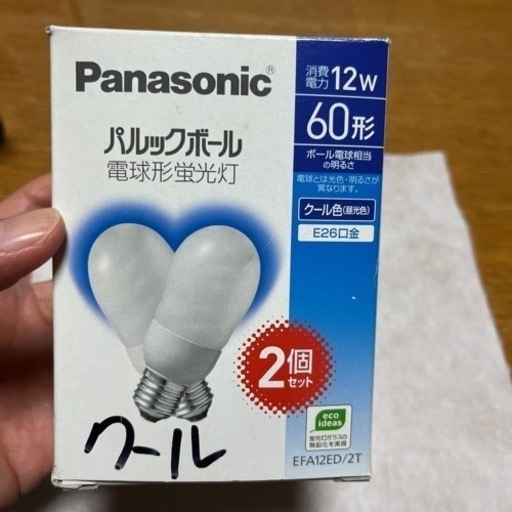 Panasonic®
パルックボール
電球形蛍光灯
消費電力 12W
60形
ボール電球相当の明るさ
電球とは光色・明るさが
異なります。
クール色(昼光色)
E26口金
2個
セット
クール
eco
ideas
蛍光灯ガラスの
無鉛化を実現
EFA12ED/2T